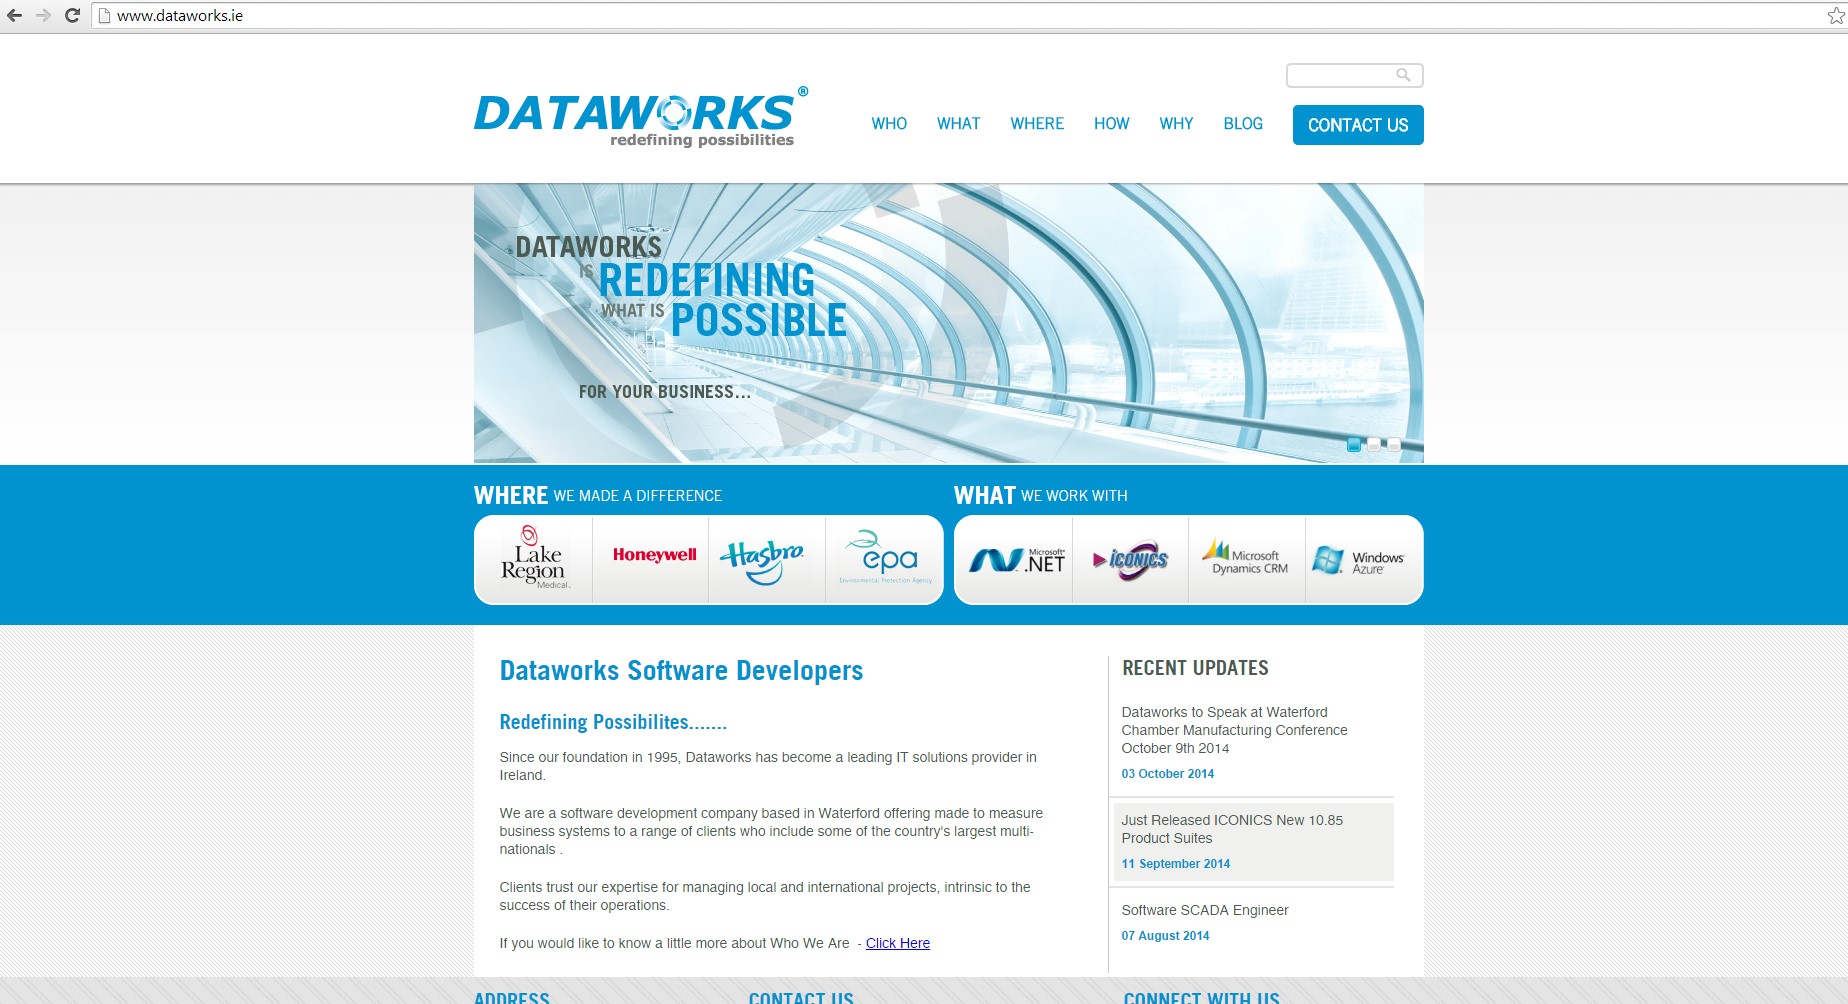 www.dataworks.ie
DATAWORKS®
redefining possibilities
WHO WHAT WHERE HOW WHY BLOG CONTACT US
DATAWORKS
IS REDEFINING
WHAT IS POSSIBLE
FOR YOUR BUSINESS...
WHERE WE MADE A DIFFERENCE
Lake
Region
Medical
Honeywell
Hasbro
epa
Environmental Protection Agency
WHAT WE WORK WITH
Microsoft®
.NET
ICONICS
Microsoft
Dynamics CRM
Windows
Azure
Dataworks Software Developers
Redefining Possibilites.......
Since our foundation in 1995, Dataworks has become a leading IT solutions provider in
Ireland.
We are a software development company based in Waterford offering made to measure
business systems to a range of clients who include some of the country's largest multi-
nationals .
Clients trust our expertise for managing local and international projects, intrinsic to the
success of their operations.
If you would like to know a little more about Who We Are - Click Here
RECENT UPDATES
Dataworks to Speak at Waterford
Chamber Manufacturing Conference
October 9th 2014
03 October 2014
Just Released ICONICS New 10.85
Product Suites
11 September 2014
Software SCADA Engineer
07 August 2014
ADDRESS CONTACT US CONNECT WITH US